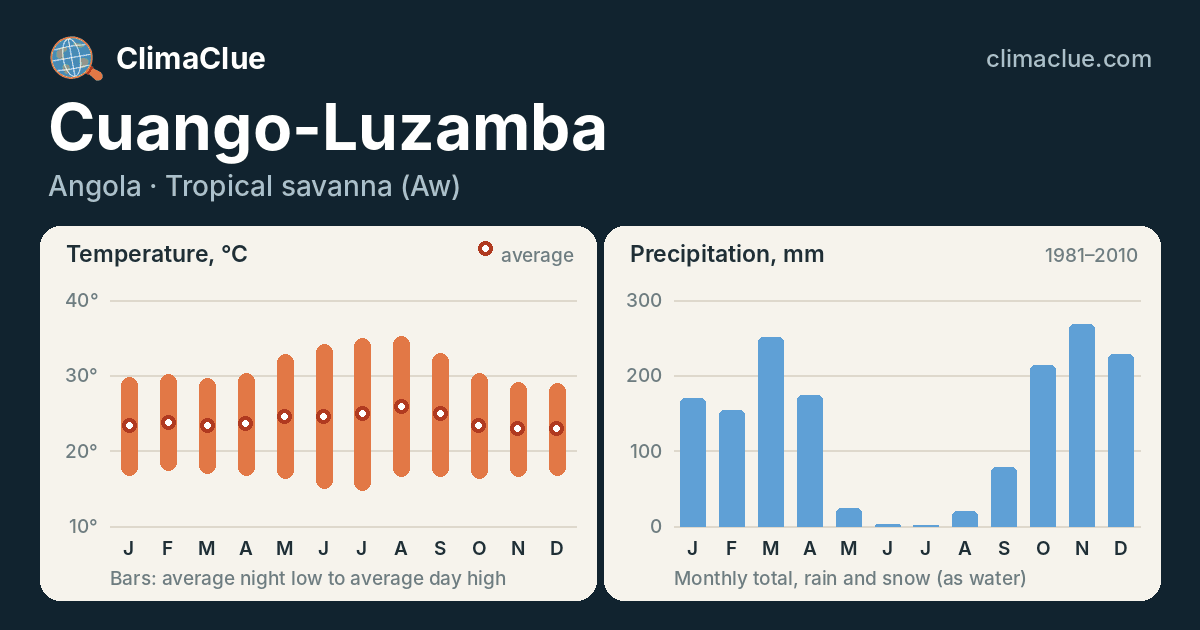 ClimaClue
climaclue.com
Cuango-Luzamba
Angola · Tropical savanna (Aw)
Temperature, °C
average
40°
30°
20°
10°
J F M A M J J A S O N D
Bars: average night low to average day high
Precipitation, mm
1981–2010
300
200
100
0
J F M A M J J A S O N D
Monthly total, rain and snow (as water)